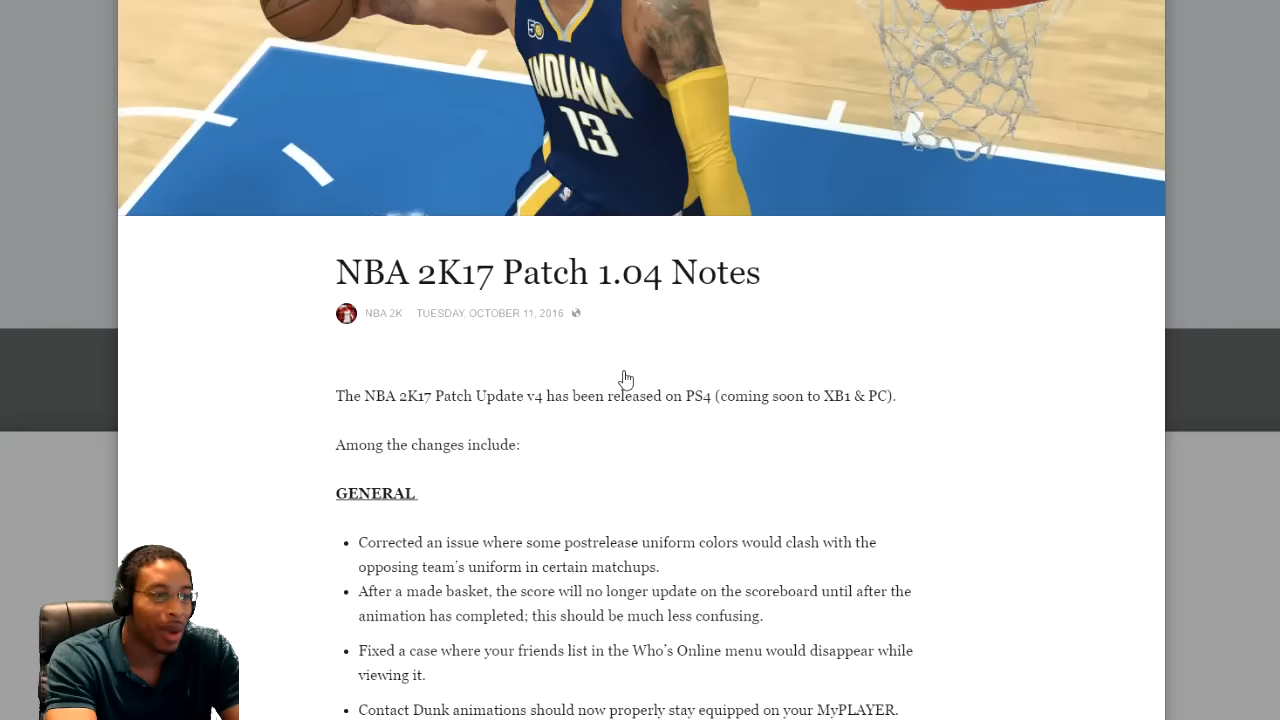 50
INDIANA
13
NBA 2K17 Patch 1.04 Notes
NBA 2K TUESDAY, OCTOBER 11, 2016
The NBA 2K17 Patch Update v4 has been released on PS4 (coming soon to XB1 & PC).
Among the changes include:
GENERAL
• Corrected an issue where some postrelease uniform colors would clash with the
opposing team's uniform in certain matchups.
• After a made basket, the score will no longer update on the scoreboard until after the
animation has completed; this should be much less confusing.
• Fixed a case where your friends list in the Who's Online menu would disappear while
viewing it.
• Contact Dunk animations should now properly stay equipped on your MyPLAYER.